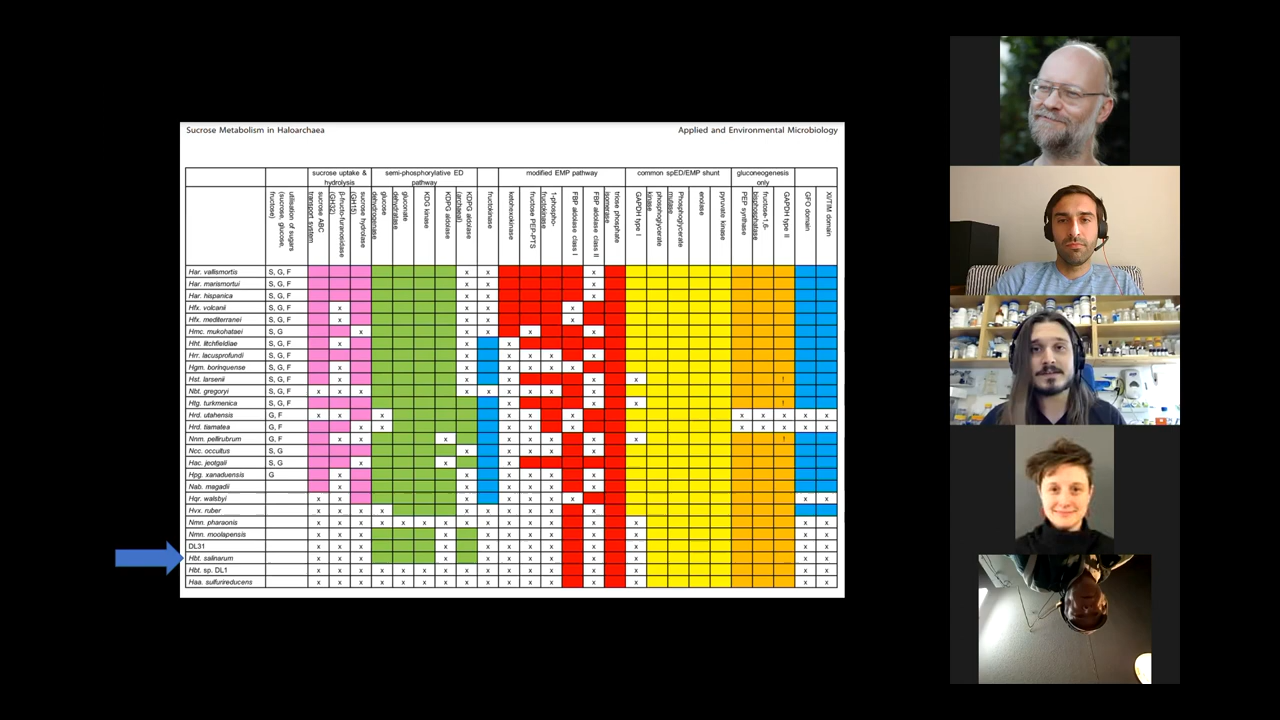 Sucrose Metabolism in Haloarchaea
Applied and Environmental Microbiology
sucrose uptake & hydrolysis
semi-phosphorylative ED pathway
modified EMP pathway
common spED/EMP shunt
gluconeogenesis only
utilisation of sugars (sucrose, glucose, fructose)
sucrose ABC transport system
β-fructo-furanosidase (GH32)
sucrose hydrolase (GH15)
glucose dehydrogenase
gluconate dehydratase
KDG kinase
KDPG aldolase
KDPG aldolase (archaeal)
fructokinase
ketohexokinase
fructose PEP-PTS
1-phospho-fructokinase
FBP aldolase class I
FBP aldolase class II
trose phosphate isomerase
GAPDH type I
phosphoglycerate kinase
Phosphoglycerate mutase
enolase
pyruvate kinase
PEP synthase
fructose-1,6-bisphosphatase
GAPDH type II
GFO domain
XI/TIM domain
Har. vallismortis S, G, F x x x
Har. marismortui S, G, F x x x
Har. hispanica S, G, F x x x
Hfx. volcanii S, G, F x x x x
Hfx. mediterranei S, G, F x x x x
Hmc. mukohataei S, G x x x x x
Hht. litchfieldiae S, G, F x x x
Hrr. lacusprofundi S, G, F x x x x x
Hgm. borinquense S, G, F x x x x x x
Hst. larsenii S, G, F x x x x x !
Nbt. gregoryi S, G, F x x x x x x x x x
Htg. turkmenica S, G, F x x x x !
Hrd. utahensis G, F x x x x x x x x x x x
Hrd. tiamatea G, F x x x x x x x x x
Nnm. pellirubrum G, F x x x x x x x x !
Ncc. occultus S, G x x x x
Hac. jeotgali S, G x x x
Hpg. xanaduensis G x x x x x x
Nab. magadii x x x x x x
Hqr. walsbyi x x x x x x x x x
Hvx. ruber x x x x x x x x x x
Nmn. pharaonis x x x x x x x x x x x x x x x x
Nmn. moolapensis x x x x x x x x x x x x
DL31 x x x x x x x x x x x x
Hbt. salinarum x x x x x x x x x x x x
Hbt. sp. DL1 x x x x x x x x x x x x x x x x
Haa. sulfurireducens x x x x x x x x x x x x x x x x